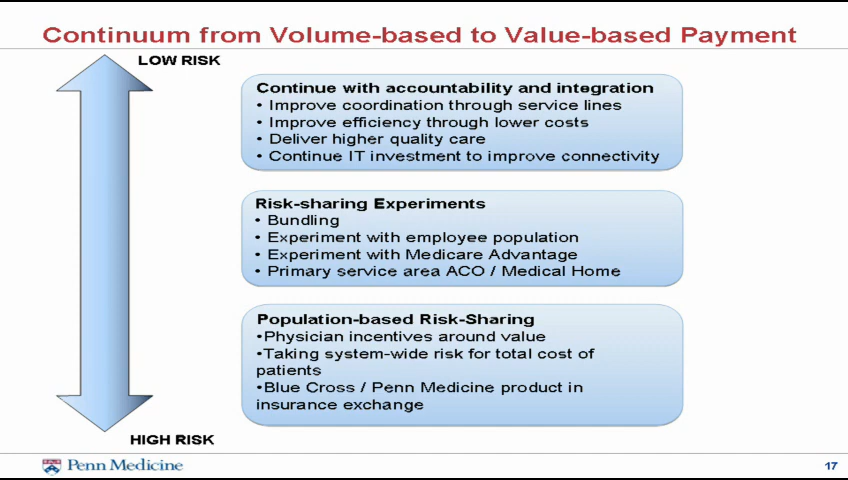 Continuum from Volume-based to Value-based Payment
LOW RISK
Continue with accountability and integration
• Improve coordination through service lines
• Improve efficiency through lower costs
• Deliver higher quality care
• Continue IT investment to improve connectivity
Risk-sharing Experiments
• Bundling
• Experiment with employee population
• Experiment with Medicare Advantage
• Primary service area ACO / Medical Home
Population-based Risk-Sharing
•Physician incentives around value
•Taking system-wide risk for total cost of
patients
•Blue Cross / Penn Medicine product in
insurance exchange
HIGH RISK
Penn Medicine
17